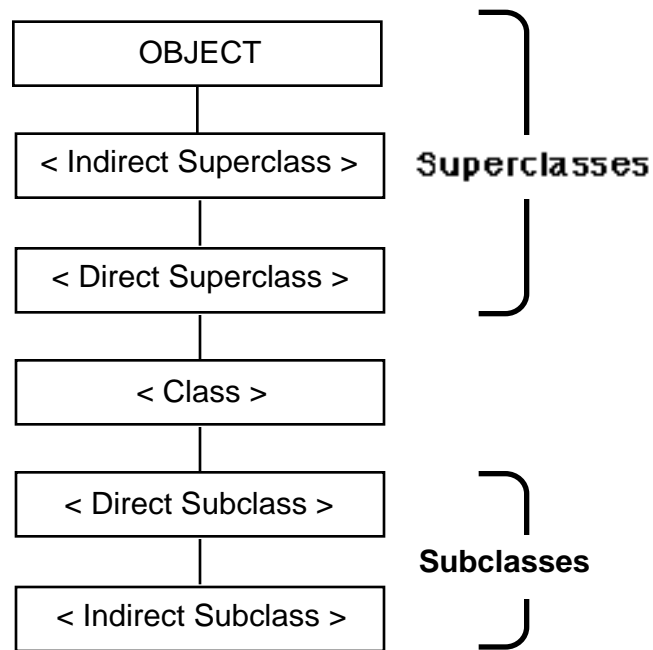 OBJECT
< Indirect Superclass >
Superclasses
< Direct Superclass >
< Class >
< Direct Subclass >
Subclasses
< Indirect Subclass >